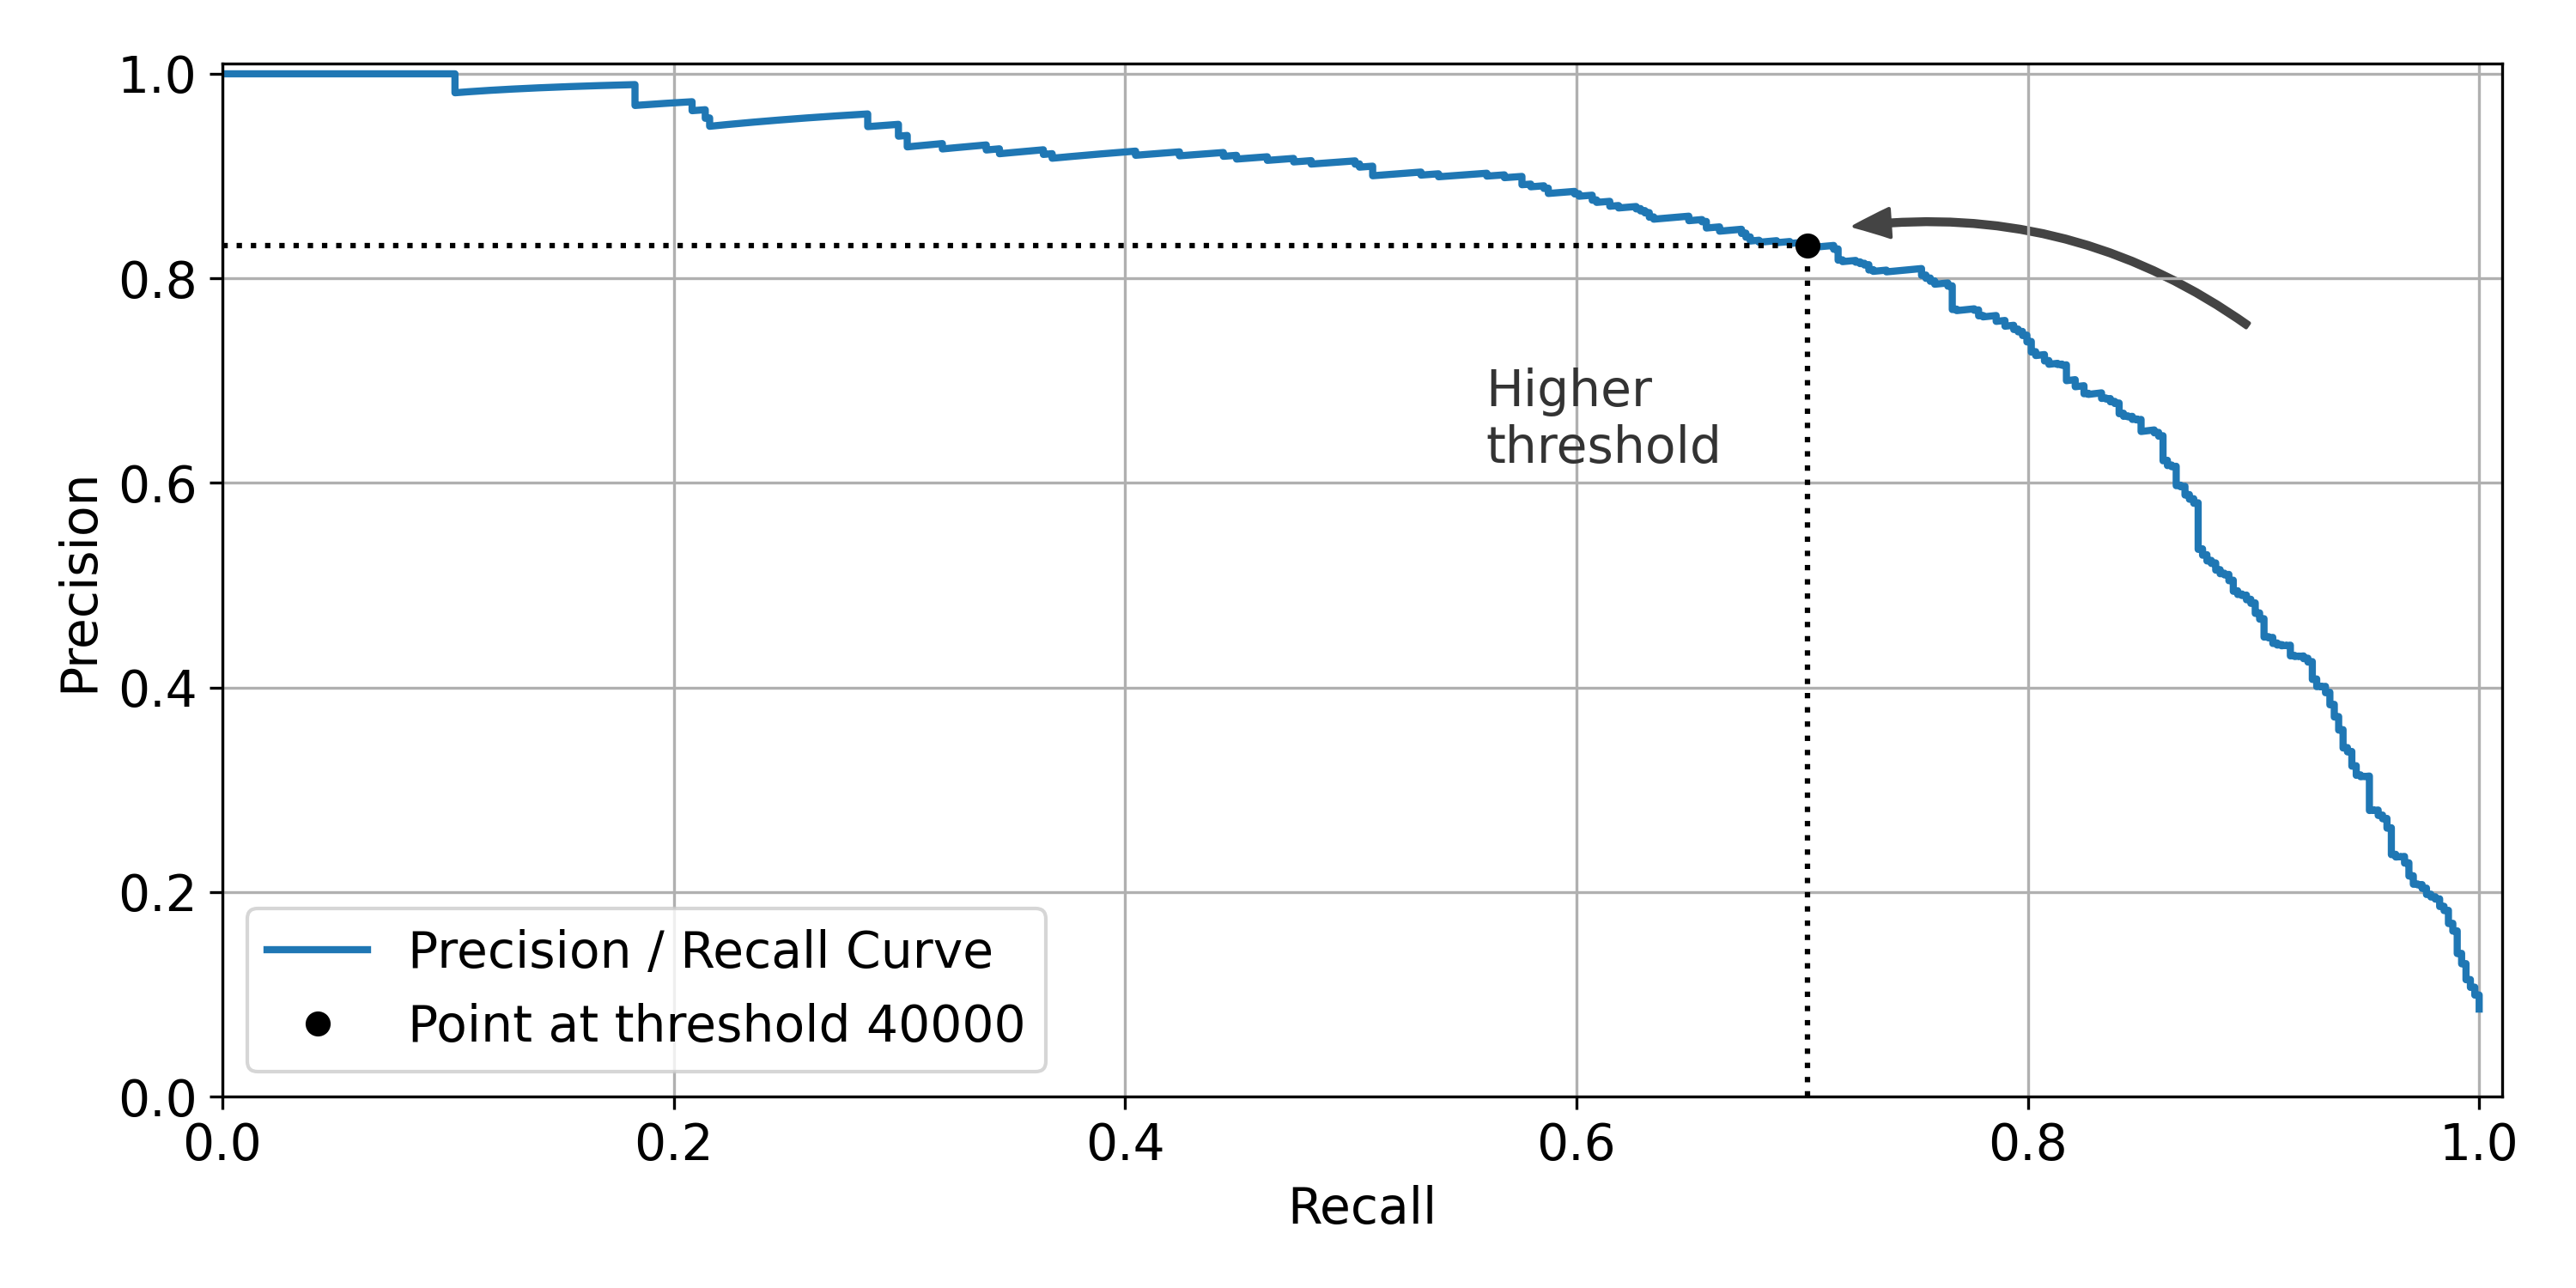 1.0
0.8
0.6
0.4
0.2
0.0
Precision
Higher
threshold
Precision / Recall Curve
Point at threshold 40000
0.0 0.2 0.4 0.6 0.8 1.0
Recall